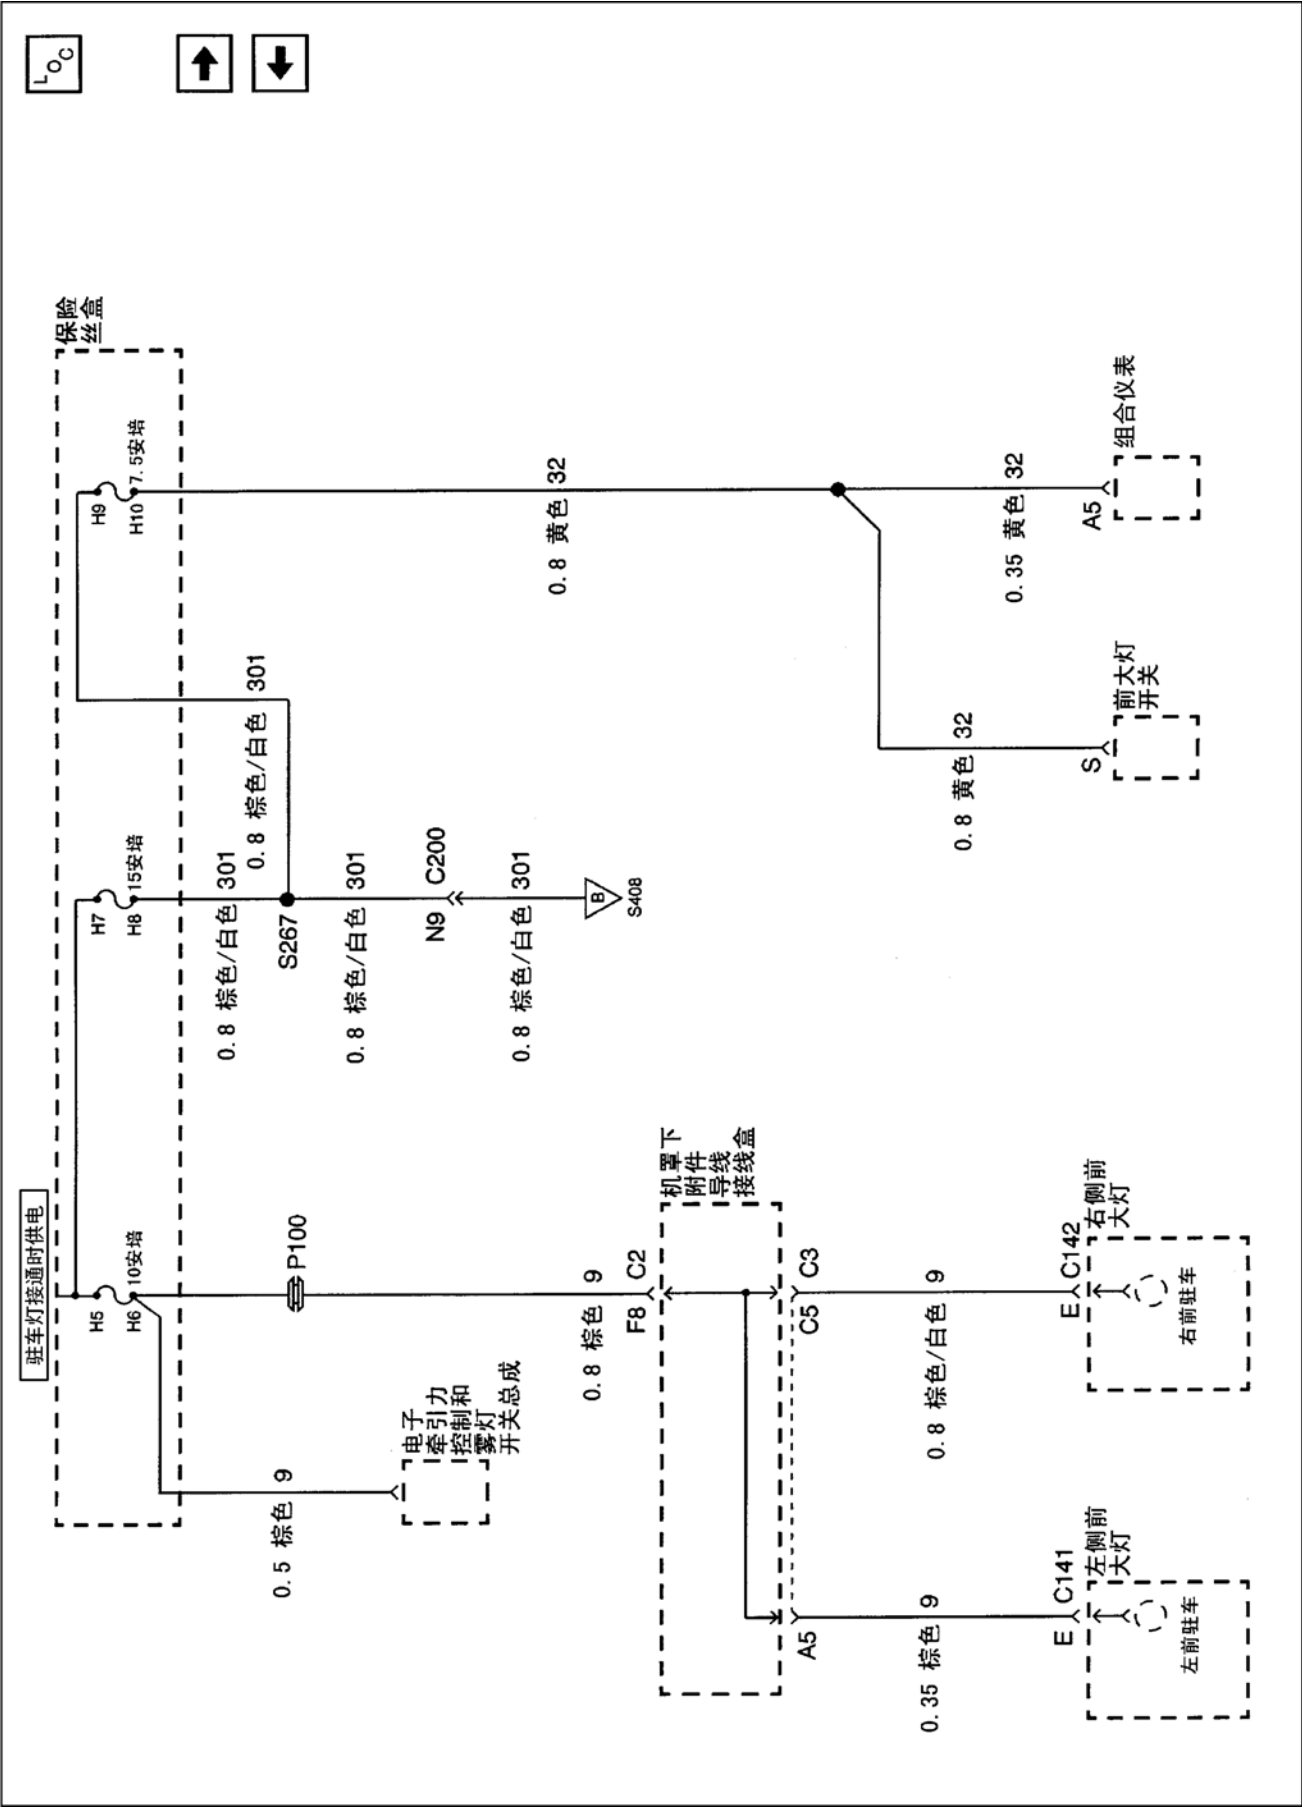 LOC
驻车灯接通时供电
保险
丝盒
H5
H6
10安培
H7
H8
15安培
H9
H10
7.5安培
0.5 棕色 9
P100
0.8 棕色/白色 301
0.8 棕色/白色 301
S267
0.8 棕色/白色 301
N9 C200
0.8 棕色/白色 301
B
S408
电子
牵引力
控制和
雾灯
开关总成
0.8 黄色 32
0.8 棕色 9
F8 C2
机罩下
附件
导线
接线盒
A5
C5 C3
0.35 棕色 9
0.8 棕色/白色 9
0.8 黄色 32
0.35 黄色 32
E C141
左侧前
大灯
左前驻车
E C142
右侧前
大灯
右前驻车
S
前大灯
开关
A5
组合仪表